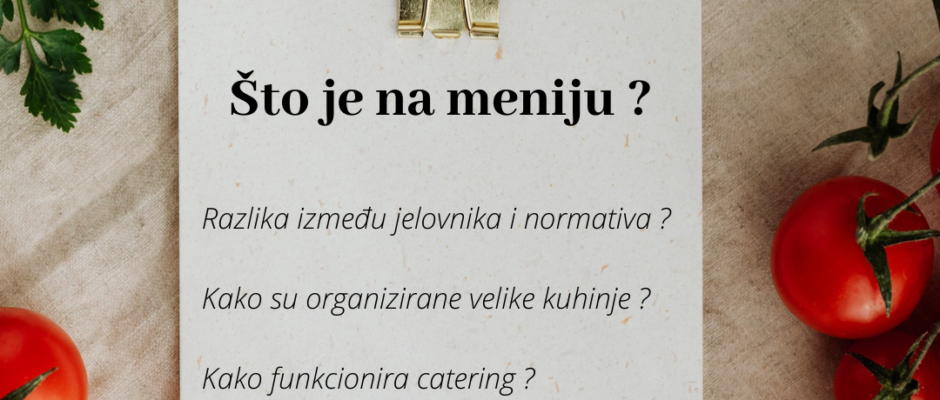 Što je na meniju ?
Razlika između jelovnika i normativa ?
Kako su organizirane velike kuhinje ?
Kako funkcionira catering ?